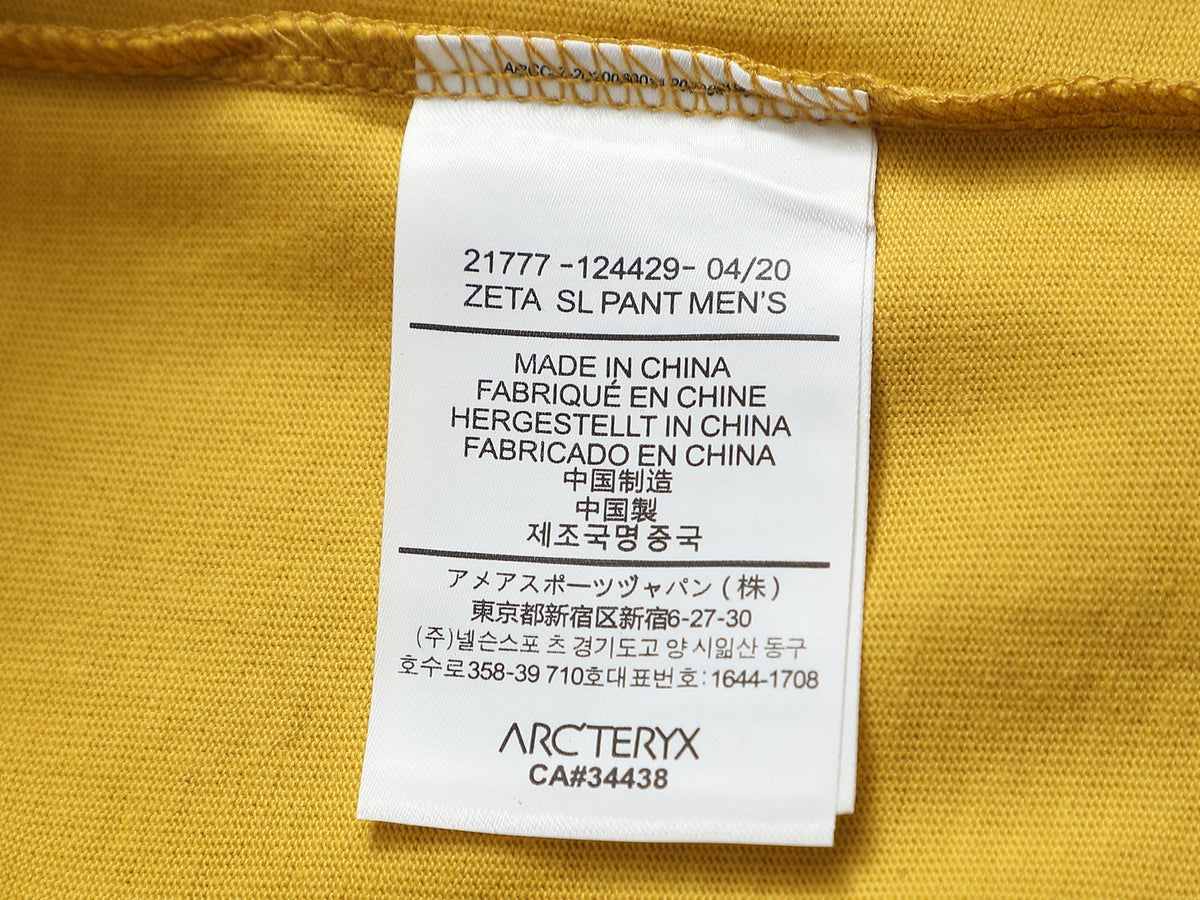 21777 -124429- 04/20
ZETA SL PANT MEN'S
MADE IN CHINA
FABRIQUÉ EN CHINE
HERGESTELLT IN CHINA
FABRICADO EN CHINA
中国制造
中国製
제조국명 중국
アメアスポーツヅャパン(株)
東京都新宿区新宿6-27-30
(주)넬슨스포 츠 경기도고 양 시잀산 동구
호수로358-39 710호대표번호: 1644-1708
ARC'TERYX
CA#34438